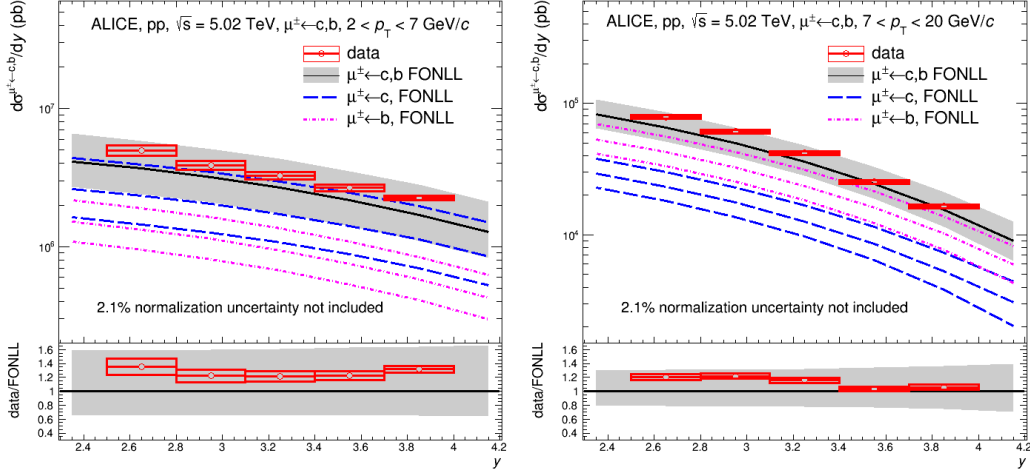 ALICE, pp, √s = 5.02 TeV, μ±←c,b, 2 < pT < 7 GeV/c
data
μ±←c,b FONLL
μ±←c, FONLL
μ±←b, FONLL
dσμ±←c,b/dy (pb)
10⁷
10⁶
2.1% normalization uncertainty not included
data/FONLL
1.6
1.4
1.2
1
0.8
0.6
0.4
2.4 2.6 2.8 3 3.2 3.4 3.6 3.8 4 4.2
y
ALICE, pp, √s = 5.02 TeV, μ±←c,b, 7 < pT < 20 GeV/c
data
μ±←c,b FONLL
μ±←c, FONLL
μ±←b, FONLL
dσμ±←c,b/dy (pb)
10⁵
10⁴
2.1% normalization uncertainty not included
data/FONLL
1.6
1.4
1.2
1
0.8
0.6
0.4
2.4 2.6 2.8 3 3.2 3.4 3.6 3.8 4 4.2
y